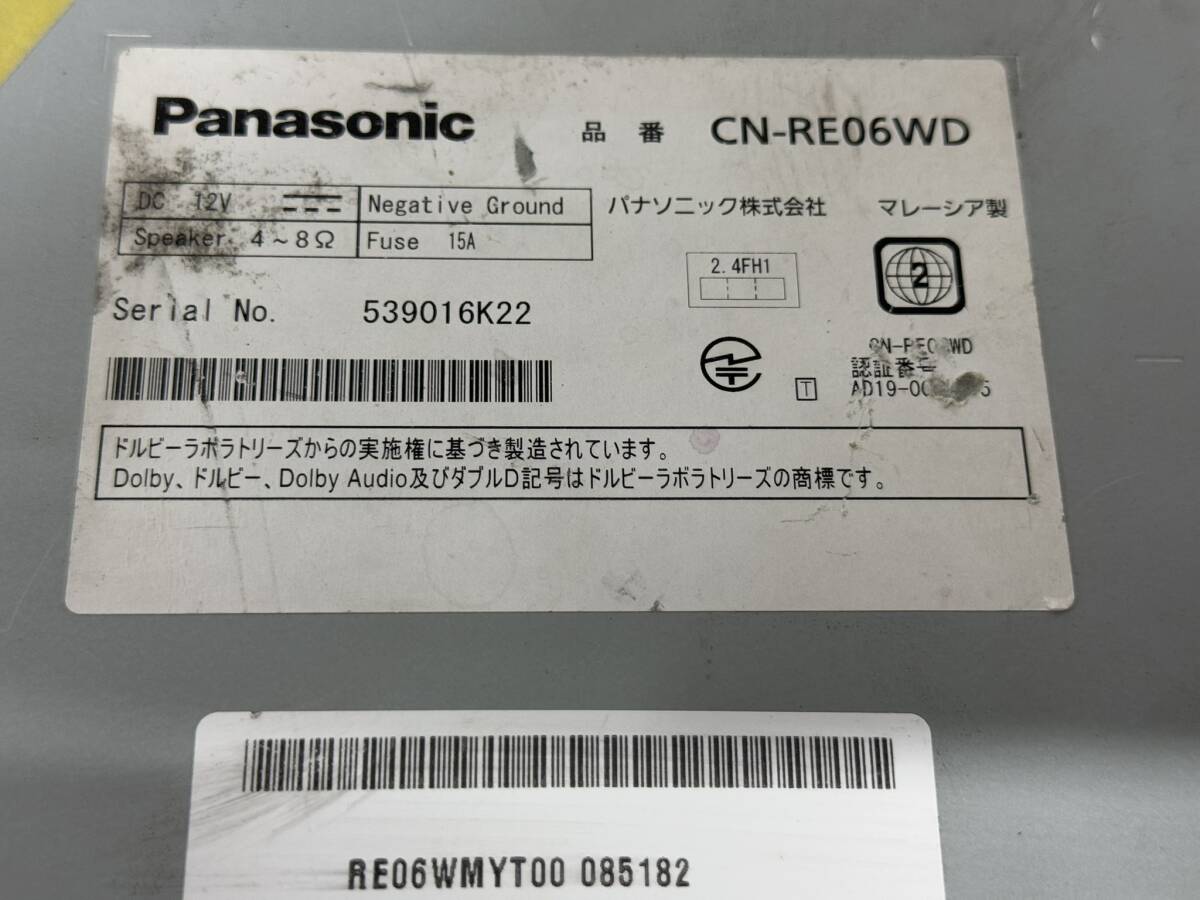 Panasonic 品番 CN-RE06WD
DC 12V Negative Ground
Speaker 4~8Ω Fuse 15A
パナソニック株式会社 マレーシア製
2.4FH1
2
Serial No. 539016K22
T
認証番号
ドルビーラボラトリーズからの実施権に基づき製造されています。
Dolby、ドルビー、Dolby Audio及びダブルD記号はドルビーラボラトリーズの商標です。
RE06WMYT00 085182